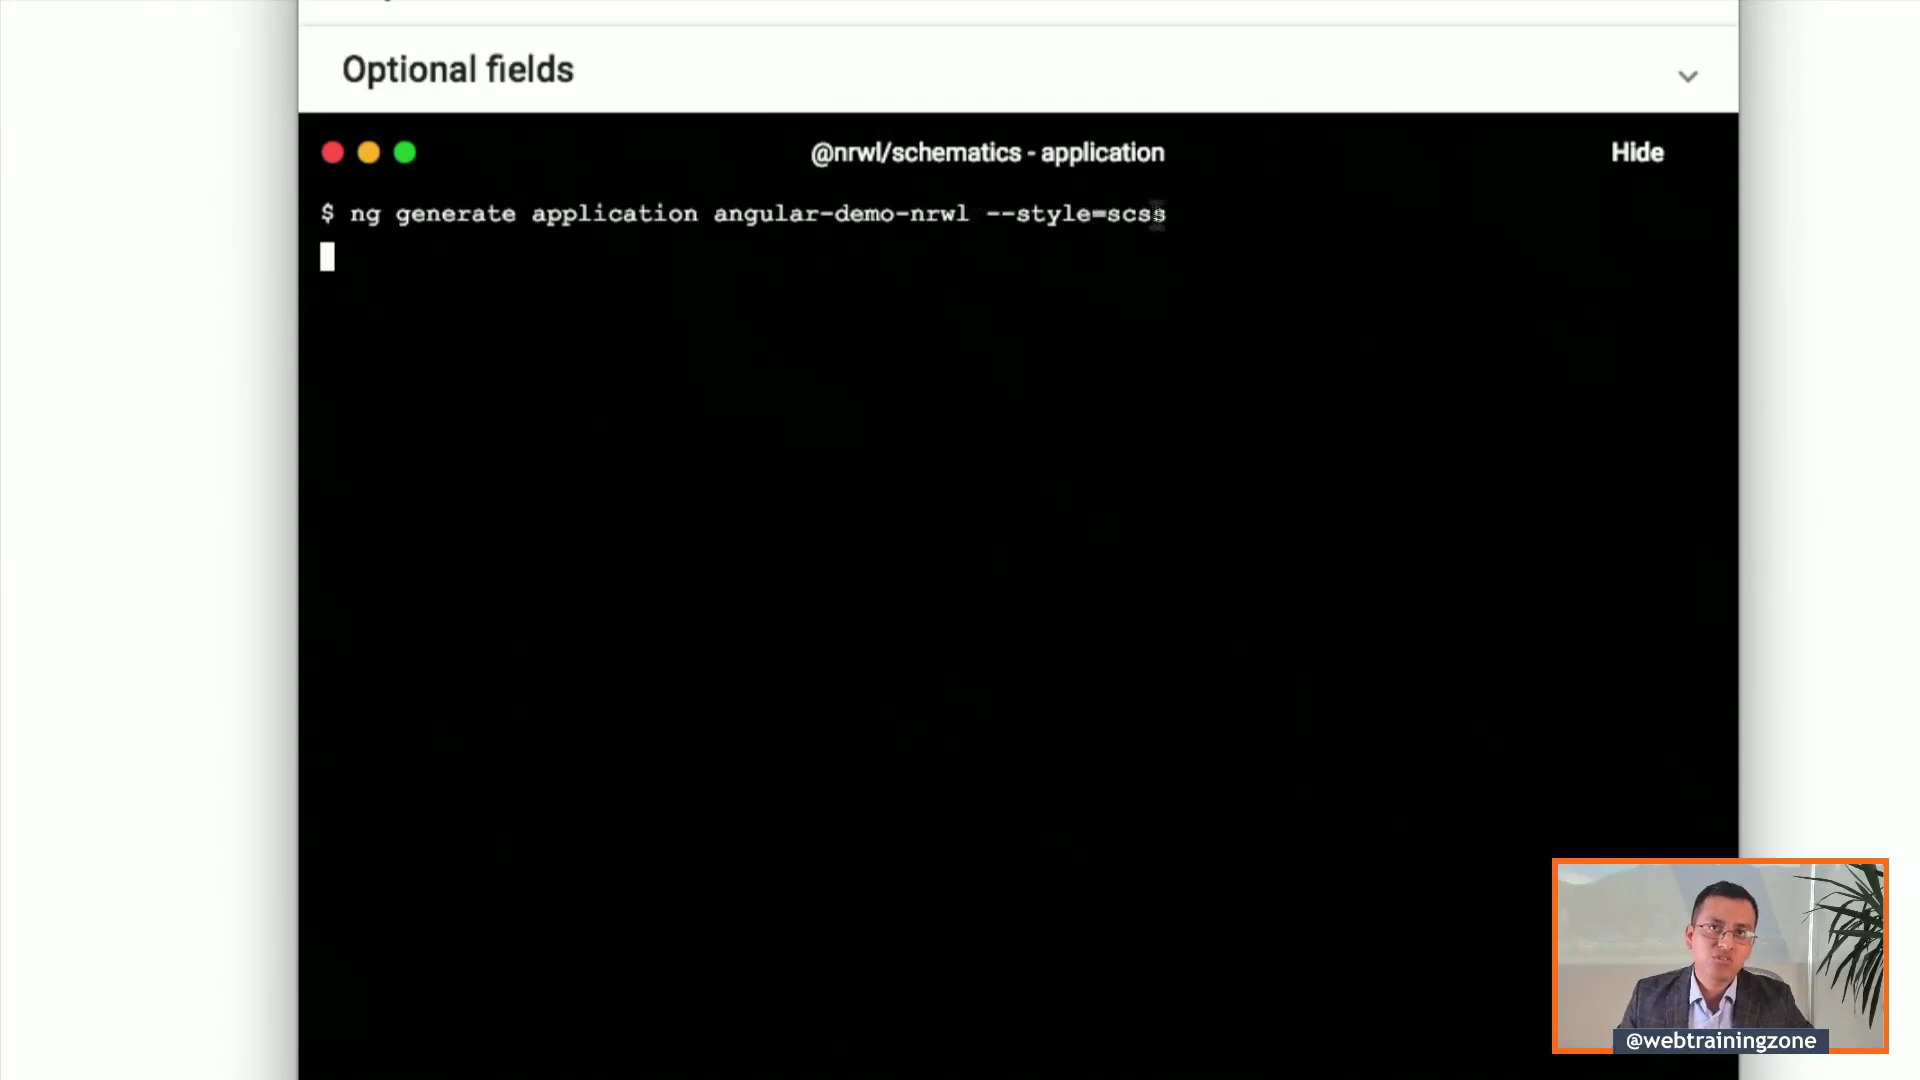 Optional fields
@nrwl/schematics - application
Hide
$ ng generate application angular-demo-nrwl --style=scss
@webtrainingzone